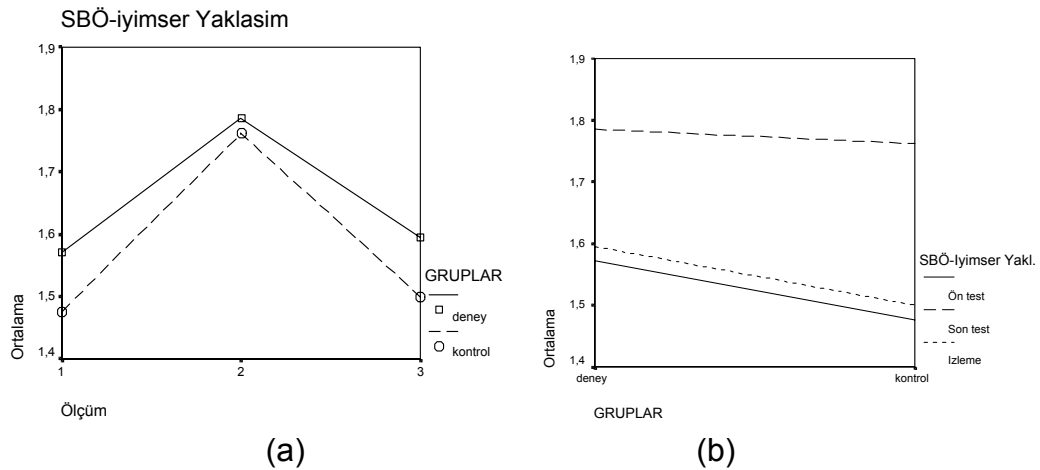 SBÖ-iyimser Yaklasim
1,9
1,8
1,7
1,6
1,5
1,4
Ortalama
1
2
3
Ölçüm
GRUPLAR
deney
kontrol
(a)
1,9
1,8
1,7
1,6
1,5
1,4
Ortalama
deney
kontrol
GRUPLAR
SBÖ-Iyimser Yakl.
Ön test
Son test
Izleme
(b)